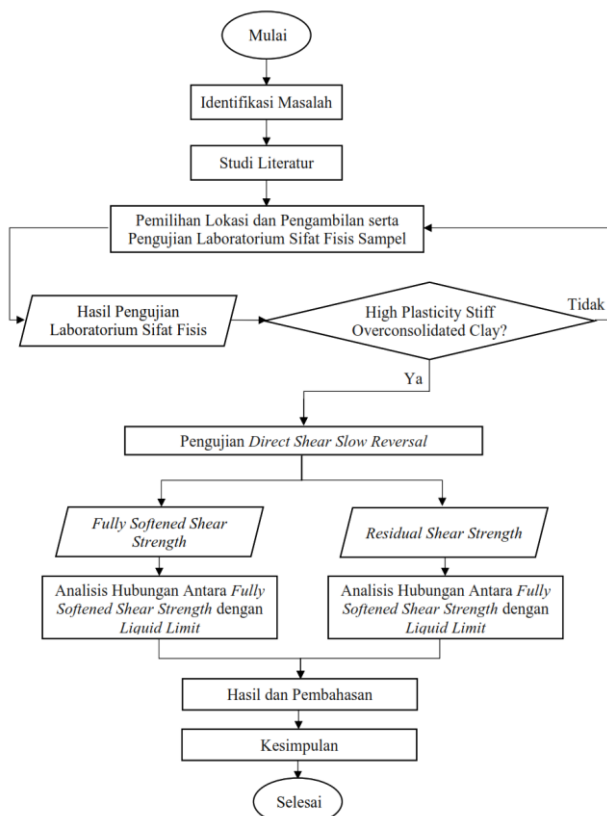 Mulai
Identifikasi Masalah
Studi Literatur
Pemilihan Lokasi dan Pengambilan serta
Pengujian Laboratorium Sifat Fisis Sampel
Hasil Pengujian
Laboratorium Sifat Fisis
High Plasticity Stiff
Overconsolidated Clay?
Tidak
Ya
Pengujian Direct Shear Slow Reversal
Fully Softened Shear
Strength
Residual Shear Strength
Analisis Hubungan Antara Fully
Softened Shear Strength dengan
Liquid Limit
Analisis Hubungan Antara Fully
Softened Shear Strength dengan
Liquid Limit
Hasil dan Pembahasan
Kesimpulan
Selesai